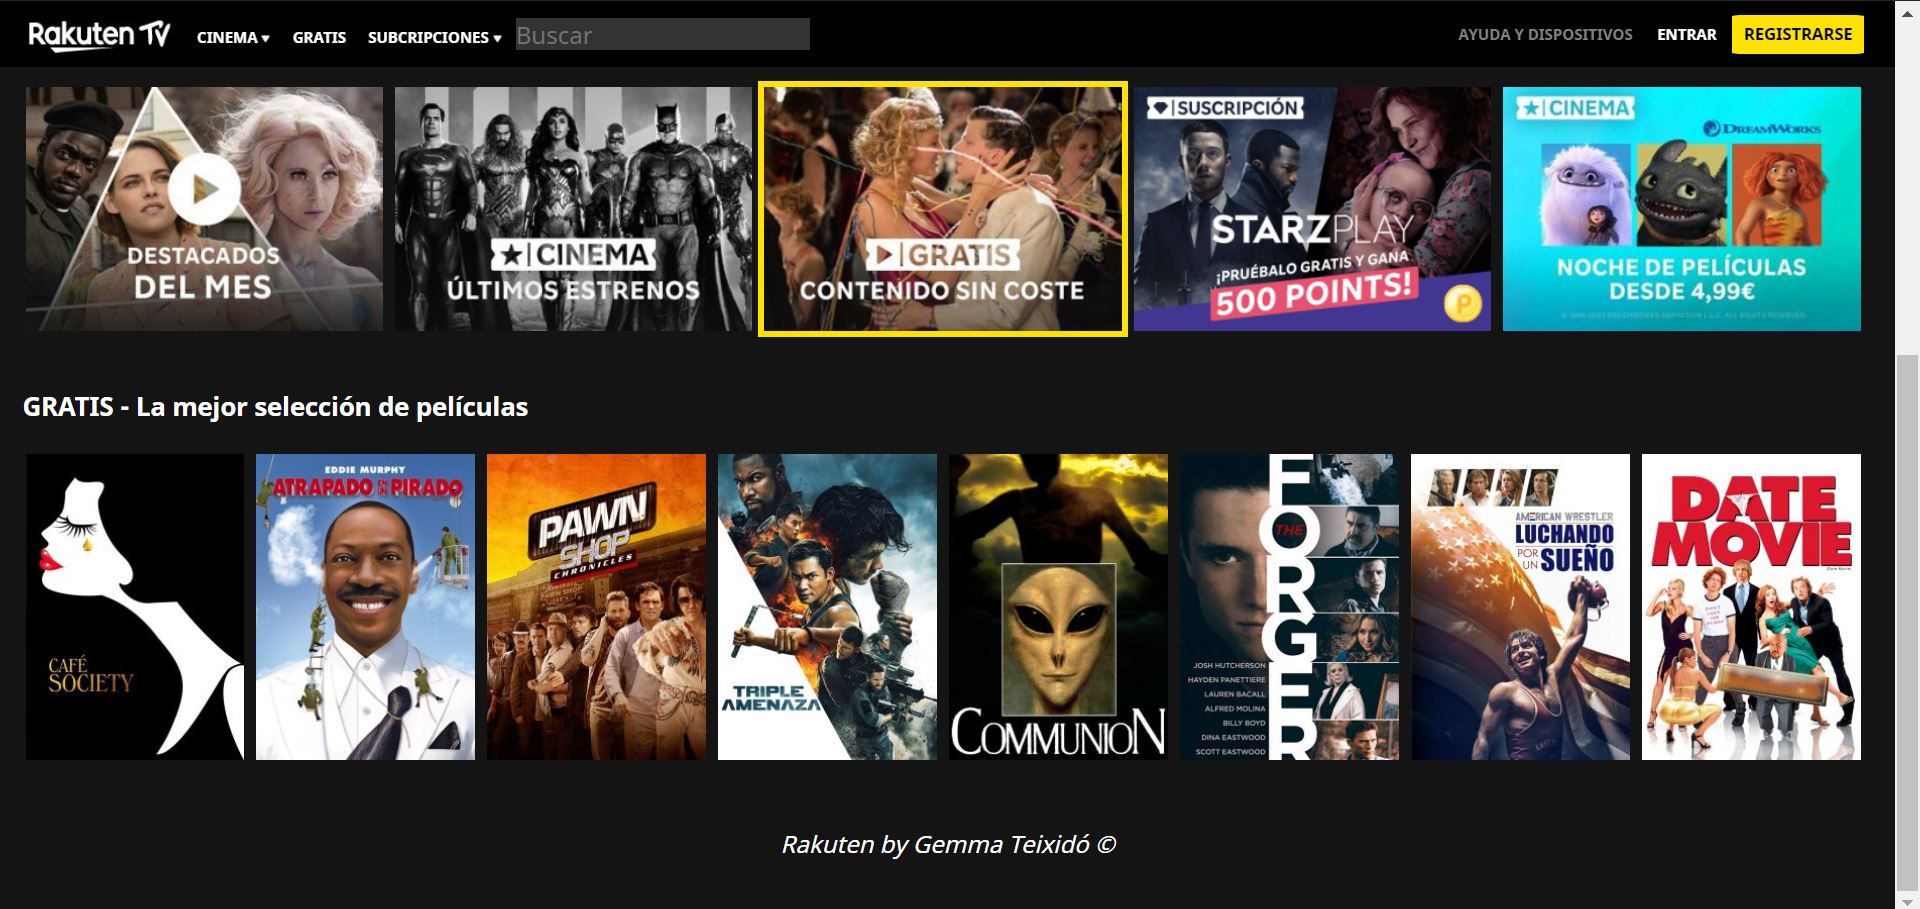 Rakuten TV
CINEMA
GRATIS
SUBCRIPCIONES
Buscar
AYUDA Y DISPOSITIVOS
ENTRAR
REGISTRARSE
DESTACADOS
DEL MES
CINEMA
ÚLTIMOS ESTRENOS
GRATIS
CONTENIDO SIN COSTE
SUSCRIPCIÓN
STARZPLAY
¡PRUÉBALO GRATIS Y GANA
500 POINTS!
P
CINEMA
DREAMWORKS
NOCHE DE PELÍCULAS
DESDE 4,99€
GRATIS - La mejor selección de películas
CAFÉ
SOCIETY
EDDIE MURPHY
ATRAPADO EN UN PIRADO
PAWN
SHOP
CHRONICLES
TRIPLE
AMENAZA
COMMUNION
THE
FORGER
JOSH HUTCHERSON
HAYDEN PANETTIERE
LAUREN BACALL
ALFRED MOLINA
BILLY BOYD
DINA EASTWOOD
SCOTT EASTWOOD
AMERICAN WRESTLER
LUCHANDO
POR UN SUEÑO
DATE
MOVIE
Rakuten by Gemma Teixidó ©